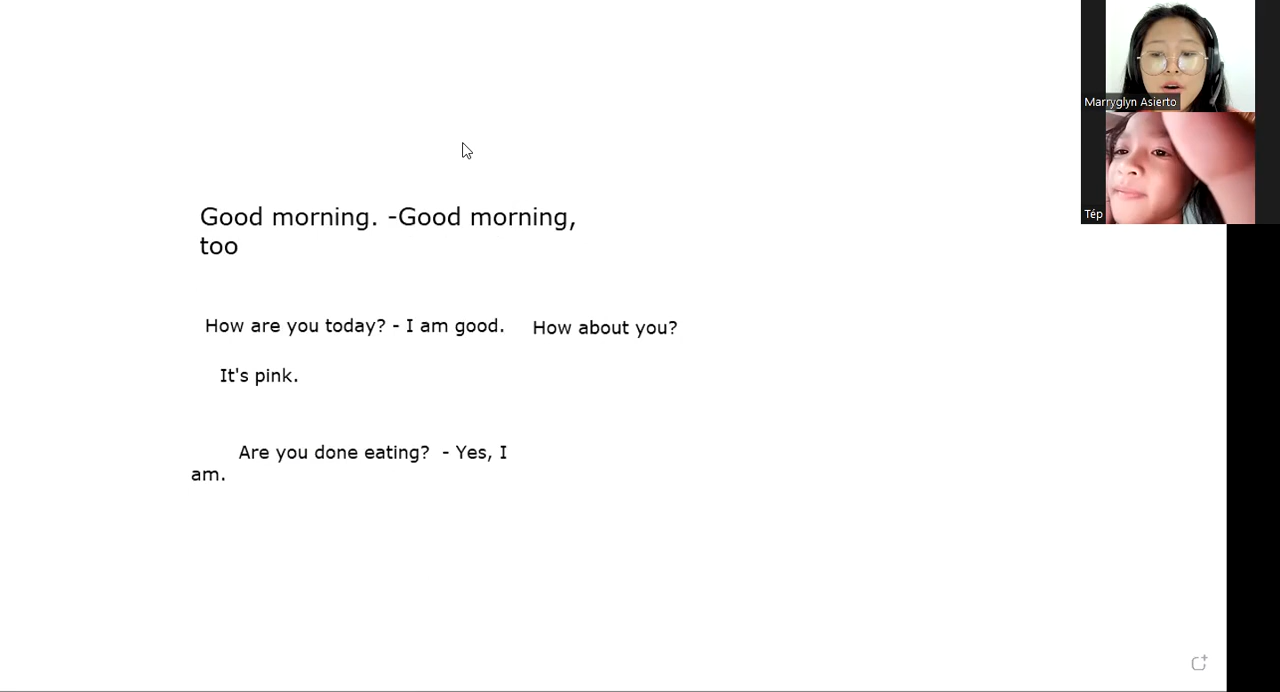 Marryglyn Asierto
Tép
Good morning. -Good morning,
too
How are you today? - I am good. How about you?
It's pink.
Are you done eating?  - Yes, I
am.